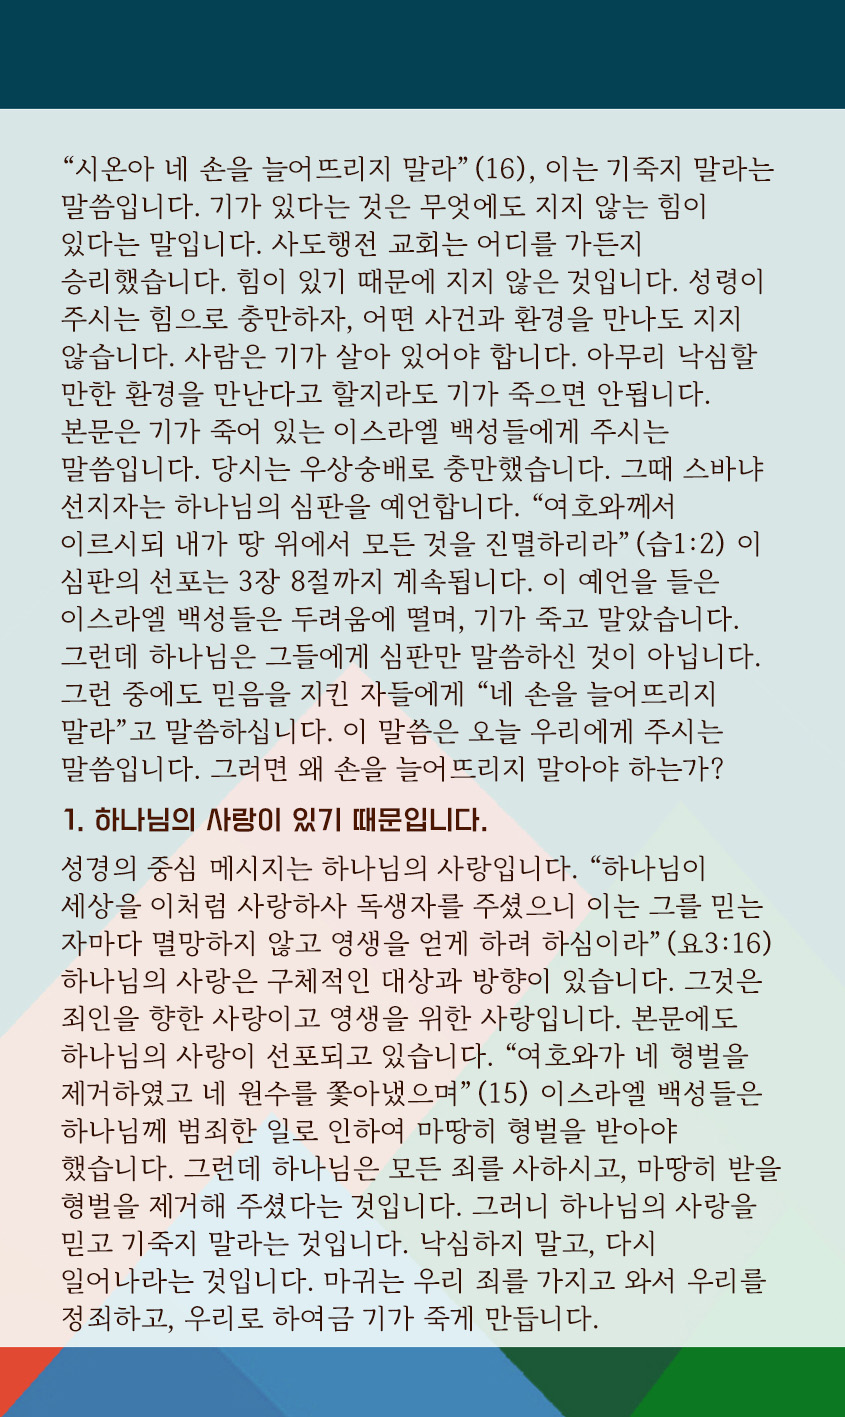 “시온아 네 손을 늘어뜨리지 말라”(16), 이는 기죽지 말라는
말씀입니다. 기가 있다는 것은 무엇에도 지지 않는 힘이
있다는 말입니다. 사도행전 교회는 어디를 가든지
승리했습니다. 힘이 있기 때문에 지지 않은 것입니다. 성령이
주시는 힘으로 충만하자, 어떤 사건과 환경을 만나도 지지
않습니다. 사람은 기가 살아 있어야 합니다. 아무리 낙심할
만한 환경을 만난다고 할지라도 기가 죽으면 안됩니다.
본문은 기가 죽어 있는 이스라엘 백성들에게 주시는
말씀입니다. 당시는 우상숭배로 충만했습니다. 그때 스바냐
선지자는 하나님의 심판을 예언합니다. “여호와께서
이르시되 내가 땅 위에서 모든 것을 진멸하리라”(습1:2) 이
심판의 선포는 3장 8절까지 계속됩니다. 이 예언을 들은
이스라엘 백성들은 두려움에 떨며, 기가 죽고 말았습니다.
그런데 하나님은 그들에게 심판만 말씀하신 것이 아닙니다.
그런 중에도 믿음을 지킨 자들에게 “네 손을 늘어뜨리지
말라”고 말씀하십니다. 이 말씀은 오늘 우리에게 주시는
말씀입니다. 그러면 왜 손을 늘어뜨리지 말아야 하는가?
1. 하나님의 사랑이 있기 때문입니다.
성경의 중심 메시지는 하나님의 사랑입니다. “하나님이
세상을 이처럼 사랑하사 독생자를 주셨으니 이는 그를 믿는
자마다 멸망하지 않고 영생을 얻게 하려 하심이라”(요3:16)
하나님의 사랑은 구체적인 대상과 방향이 있습니다. 그것은
죄인을 향한 사랑이고 영생을 위한 사랑입니다. 본문에도
하나님의 사랑이 선포되고 있습니다. “여호와가 네 형벌을
제거하였고 네 원수를 쫓아냈으며”(15) 이스라엘 백성들은
하나님께 범죄한 일로 인하여 마땅히 형벌을 받아야
했습니다. 그런데 하나님은 모든 죄를 사하시고, 마땅히 받을
형벌을 제거해 주셨다는 것입니다. 그러니 하나님의 사랑을
믿고 기죽지 말라는 것입니다. 낙심하지 말고, 다시
일어나라는 것입니다. 마귀는 우리 죄를 가지고 와서 우리를
정죄하고, 우리로 하여금 기가 죽게 만듭니다.